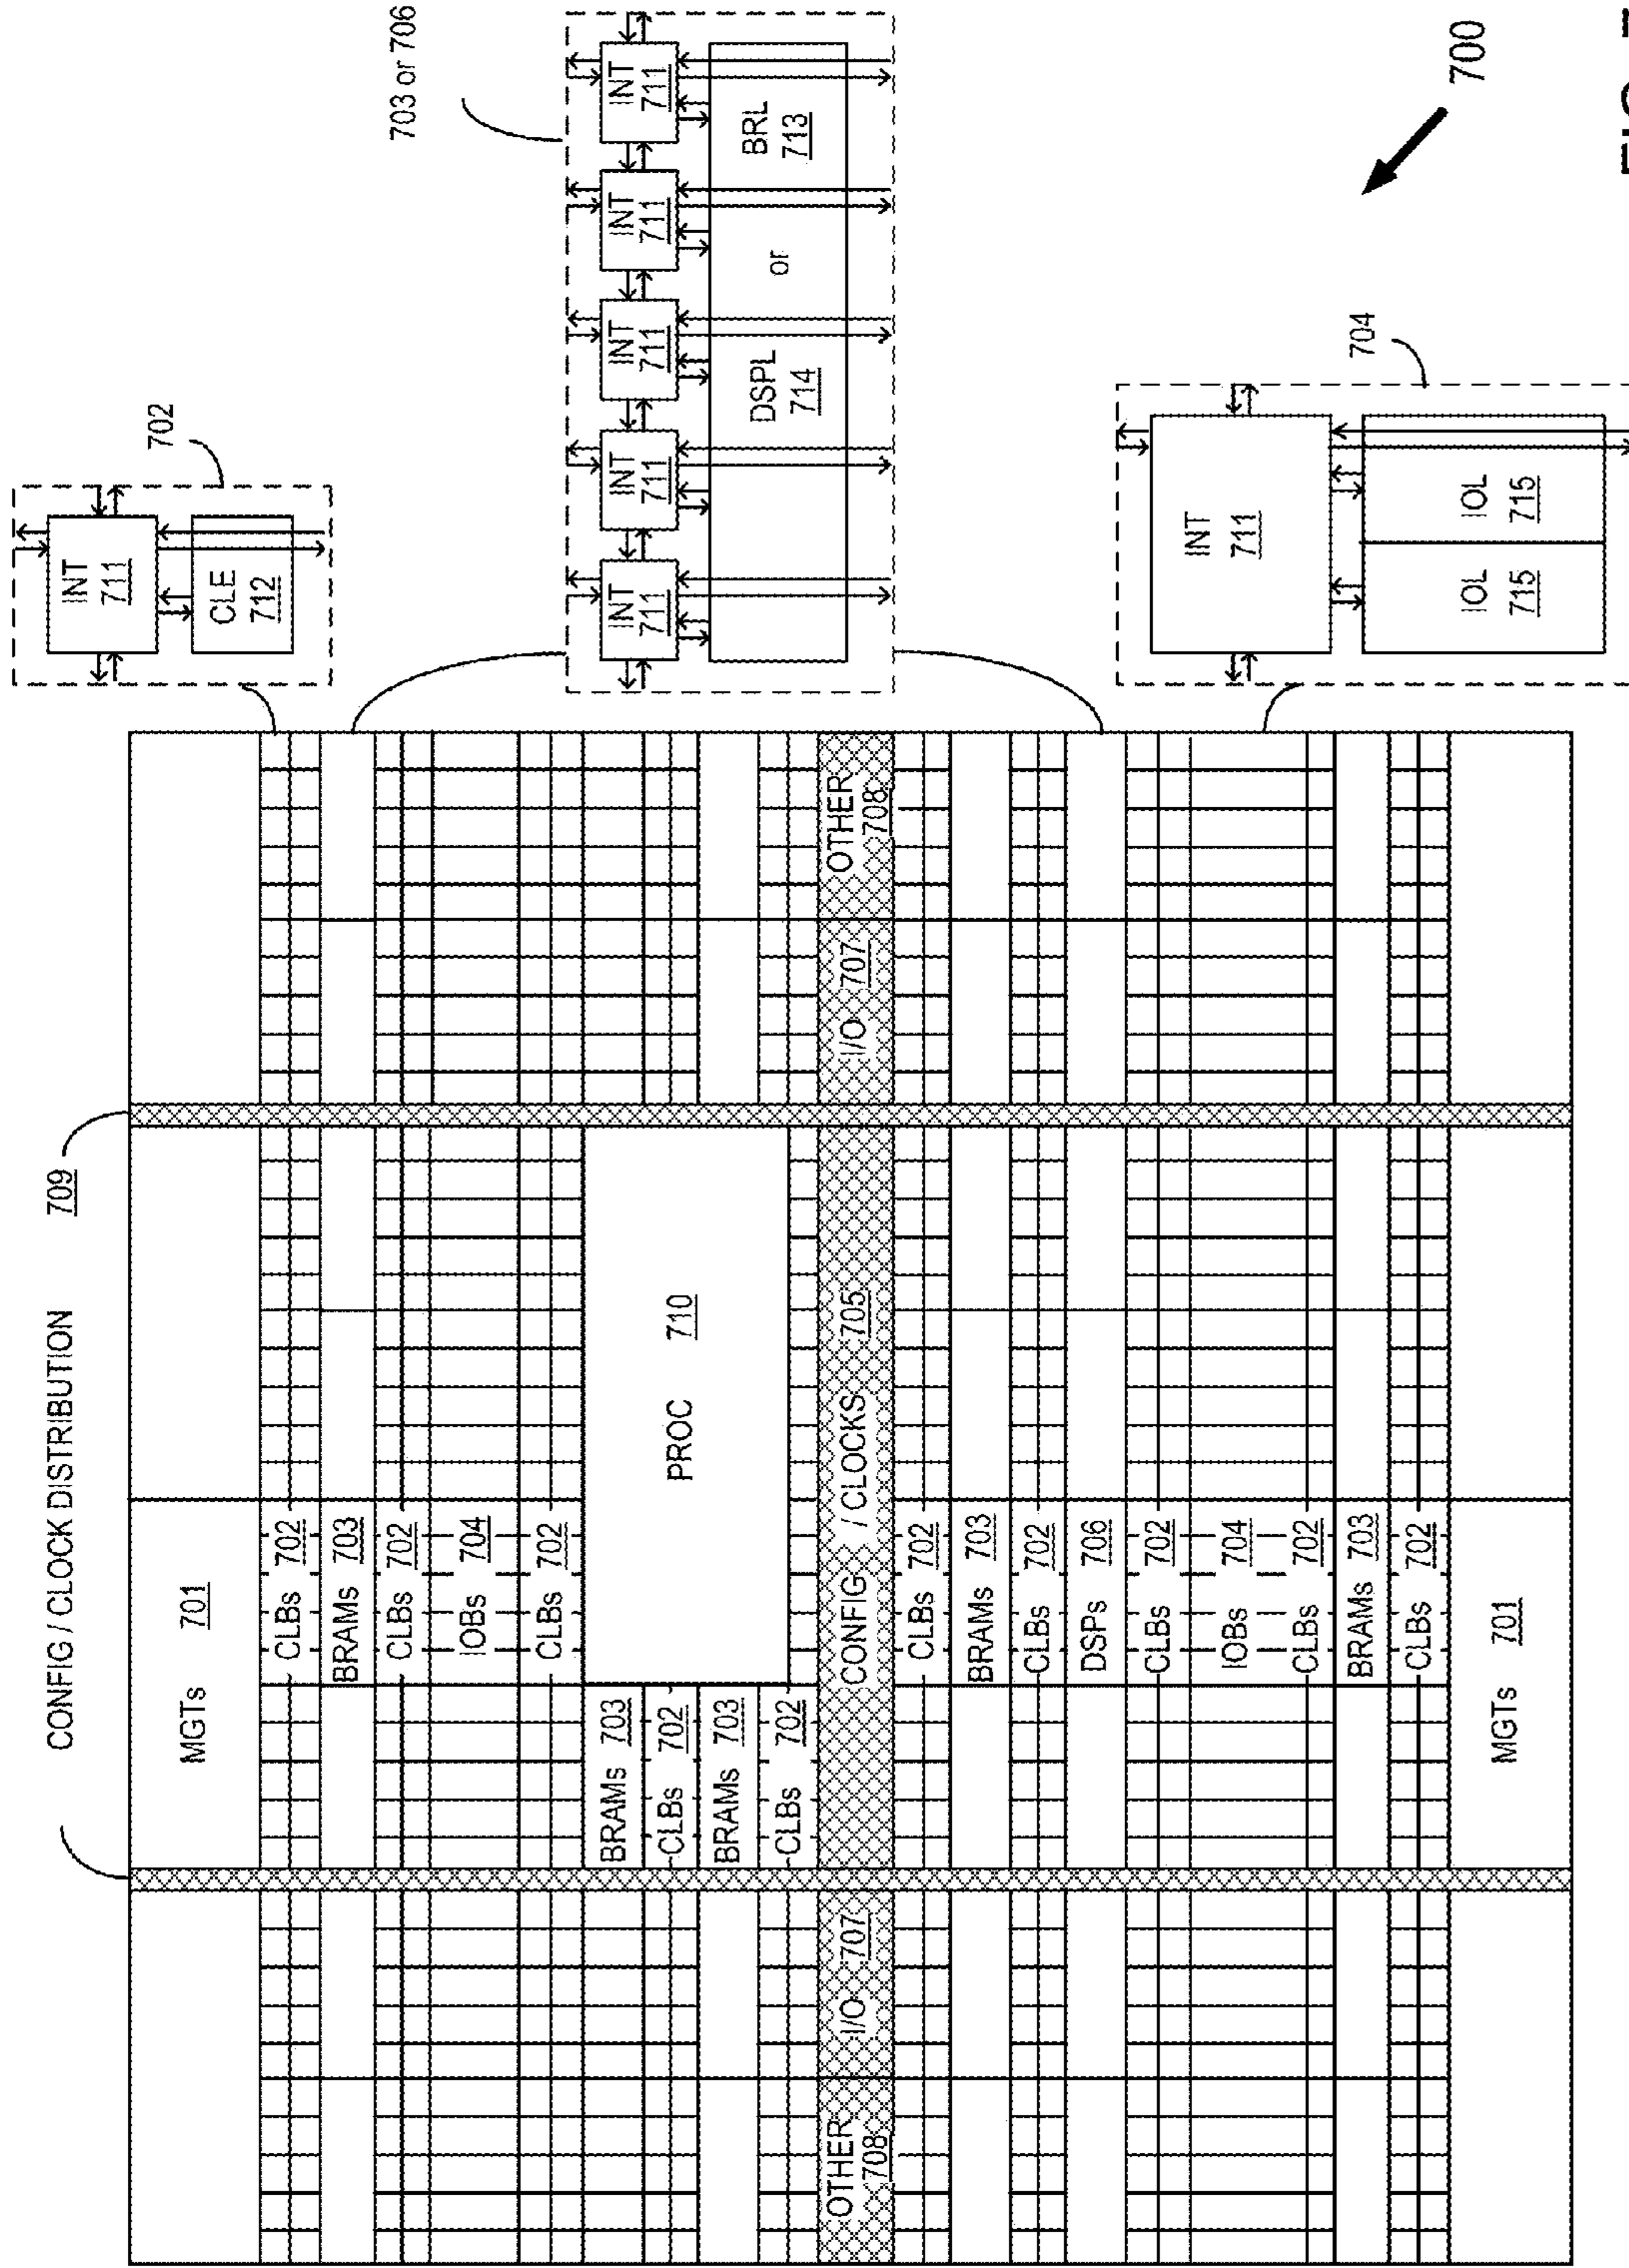 CONFIG / CLOCK DISTRIBUTION 709
MGTs 701
CLBs 702
BRAMs 703
CLBs 702
IOBs 704
CLBs 702
BRAMs 703
CLBs 702
BRAMs 703
CLBs 702
PROC 710
OTHER
708
I/O 707
CONFIG / CLOCKS 705
I/O 707
OTHER
708
CLBs 702
BRAMs 703
CLBs 702
DSPs 706
CLBs 702
IOBs 704
CLBs 702
BRAMs 703
CLBs 702
MGTs 701
702
INT
711
CLE
712
703 or 706
INT
711
INT
711
INT
711
INT
711
INT
711
DSPL
714
or
BRL
713
704
INT
711
IOL
715
IOL
715
700